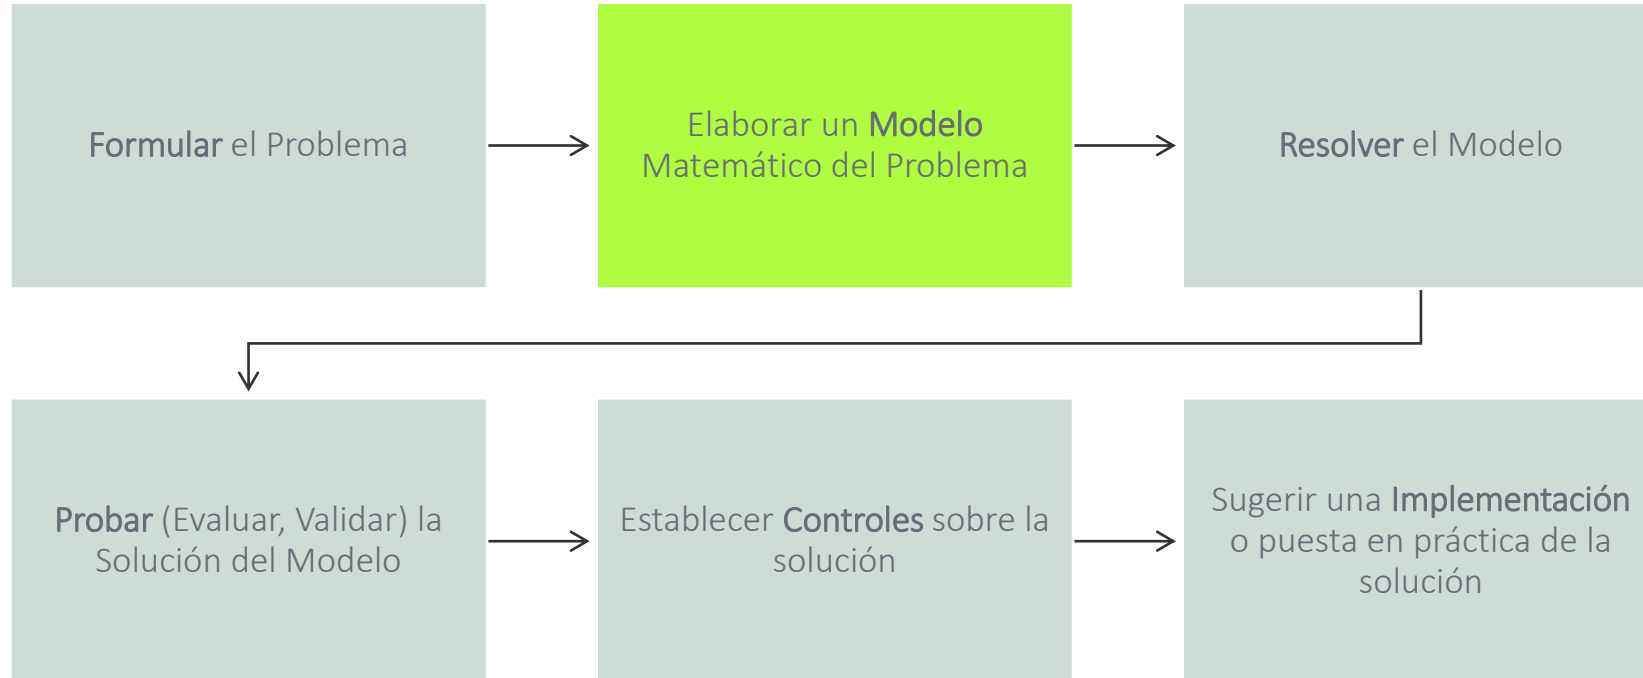 Formular el Problema
Elaborar un Modelo
Matemático del Problema
Resolver el Modelo
Probar (Evaluar, Validar) la
Solución del Modelo
Establecer Controles sobre la
solución
Sugerir una Implementación
o puesta en práctica de la
solución